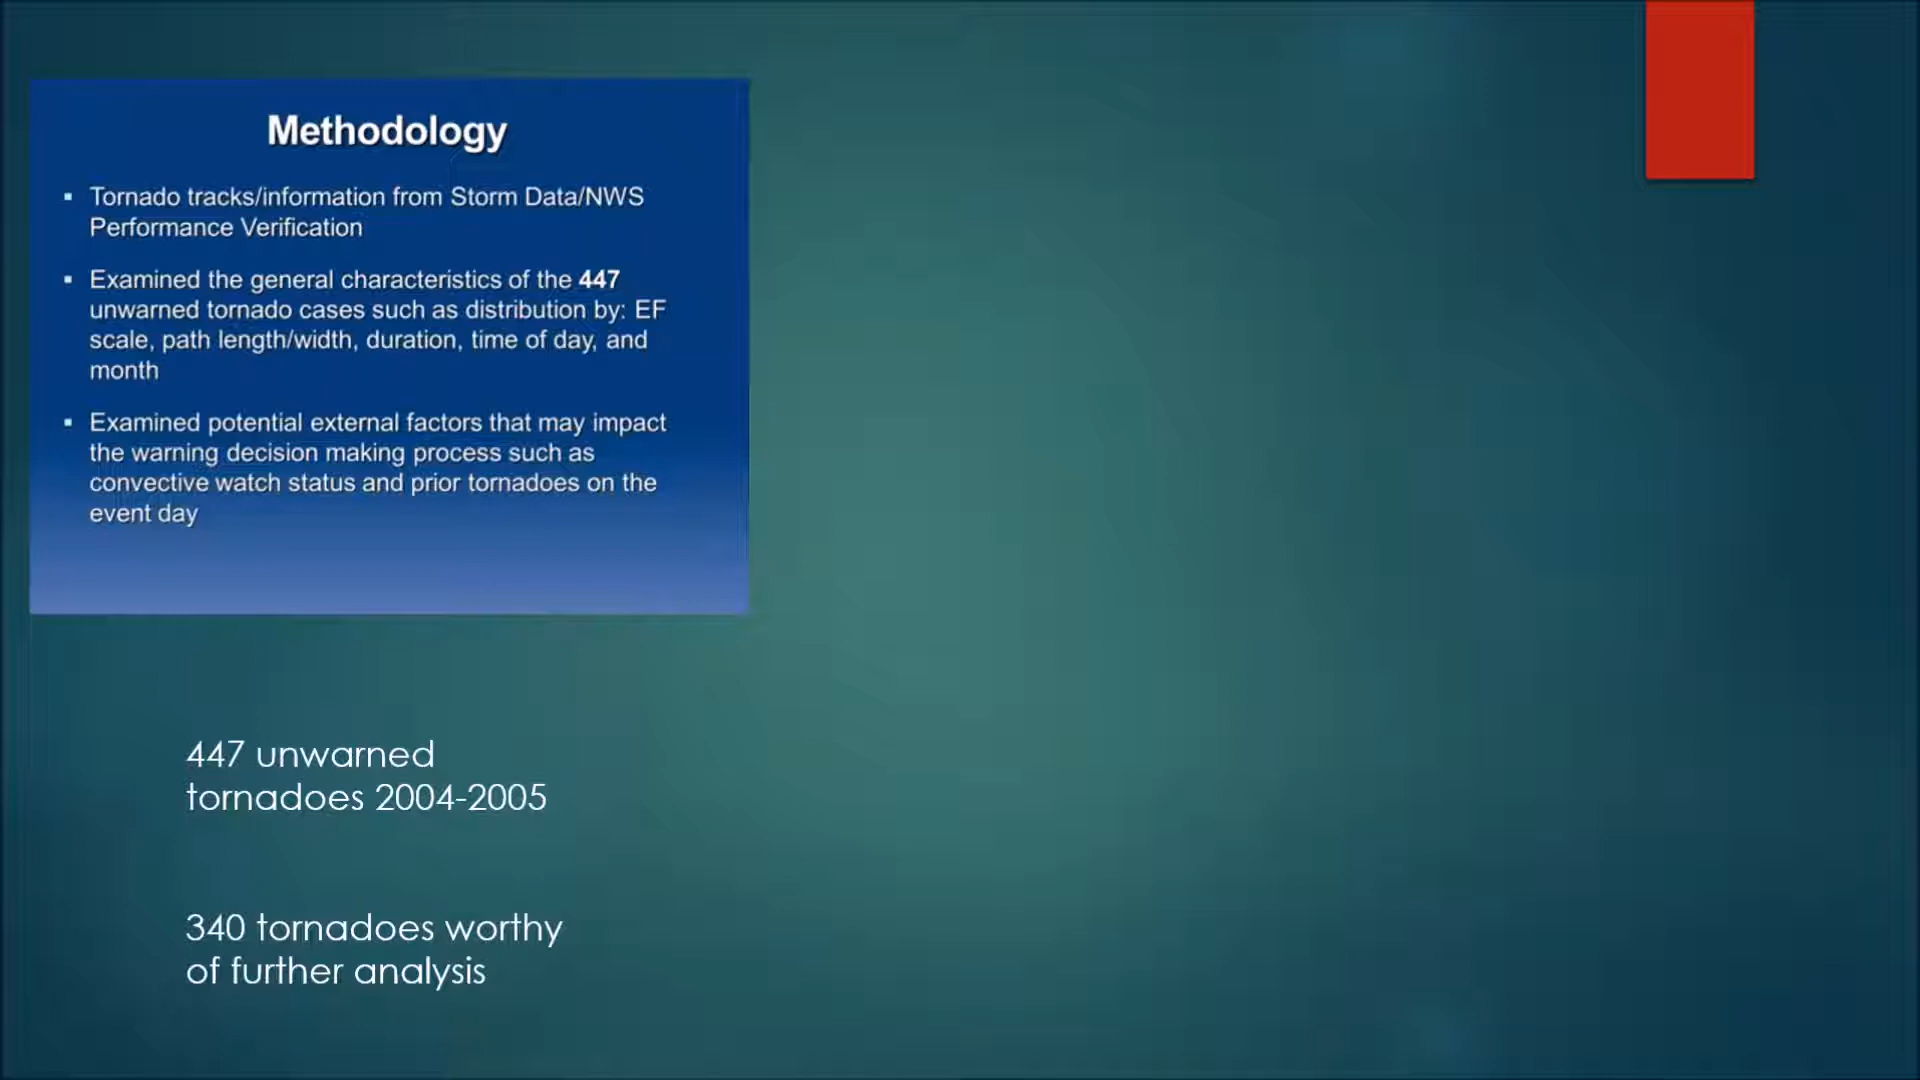 Methodology
▪ Tornado tracks/information from Storm Data/NWS
Performance Verification
▪ Examined the general characteristics of the 447
unwarned tornado cases such as distribution by: EF
scale, path length/width, duration, time of day, and
month
▪ Examined potential external factors that may impact
the warning decision making process such as
convective watch status and prior tornadoes on the
event day
447 unwarned
tornadoes 2004-2005
340 tornadoes worthy
of further analysis